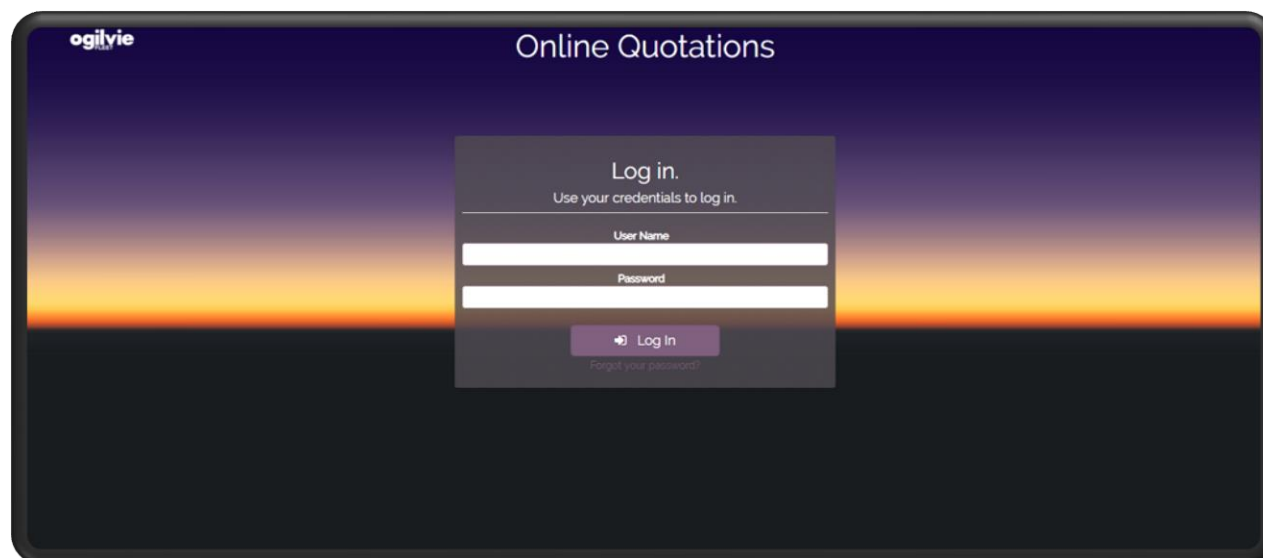 ogilvie
FLEET
Online Quotations
Log in.
Use your credentials to log in.
User Name
Password
Log In
Forgot your password?